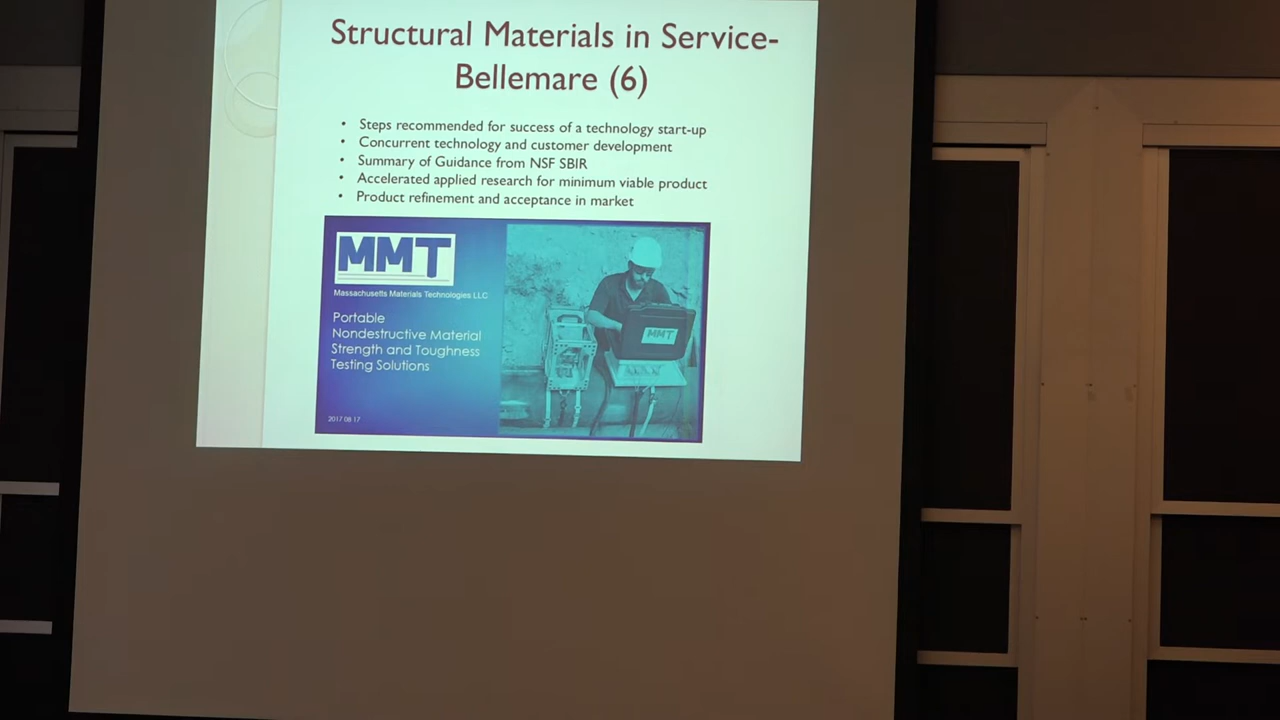 Structural Materials in Service-
Bellemare (6)
• Steps recommended for success of a technology start-up
• Concurrent technology and customer development
• Summary of Guidance from NSF SBIR
• Accelerated applied research for minimum viable product
• Product refinement and acceptance in market
MMT
Massachusetts Materials Technologies LLC
Portable
Nondestructive Material
Strength and Toughness
Testing Solutions
2017 08 17
MMT